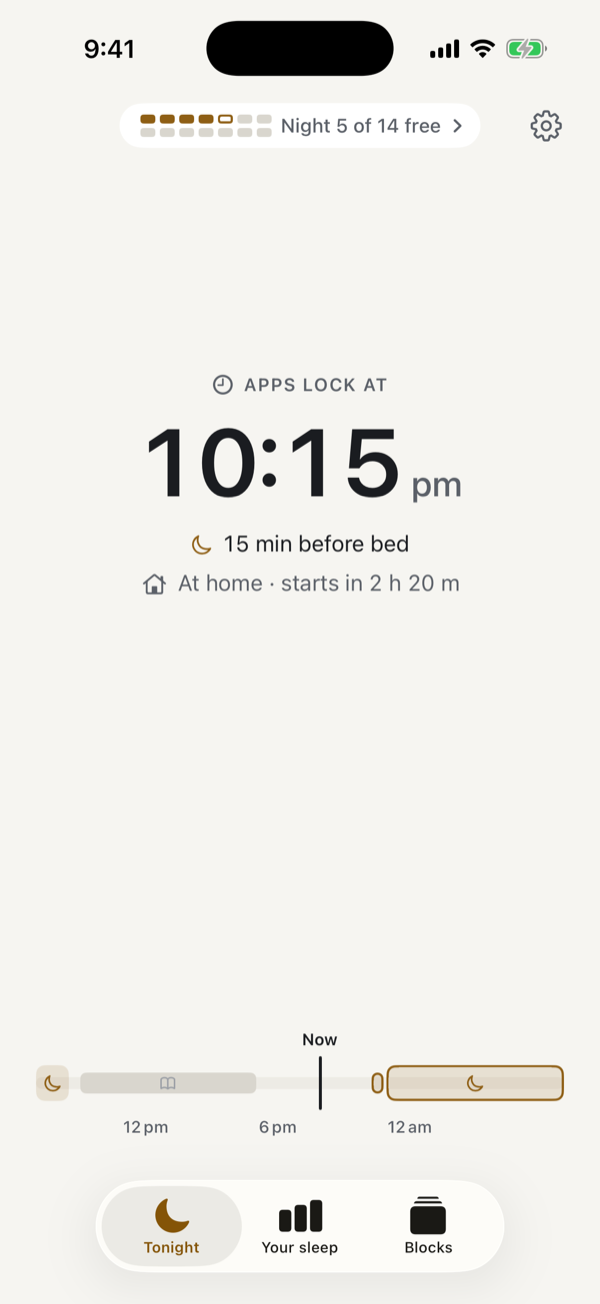 9:41
Night 5 of 14 free
APPS LOCK AT
10:15 pm
15 min before bed
At home · starts in 2 h 20 m
Now
12 pm 6 pm 12 am
Tonight Your sleep Blocks